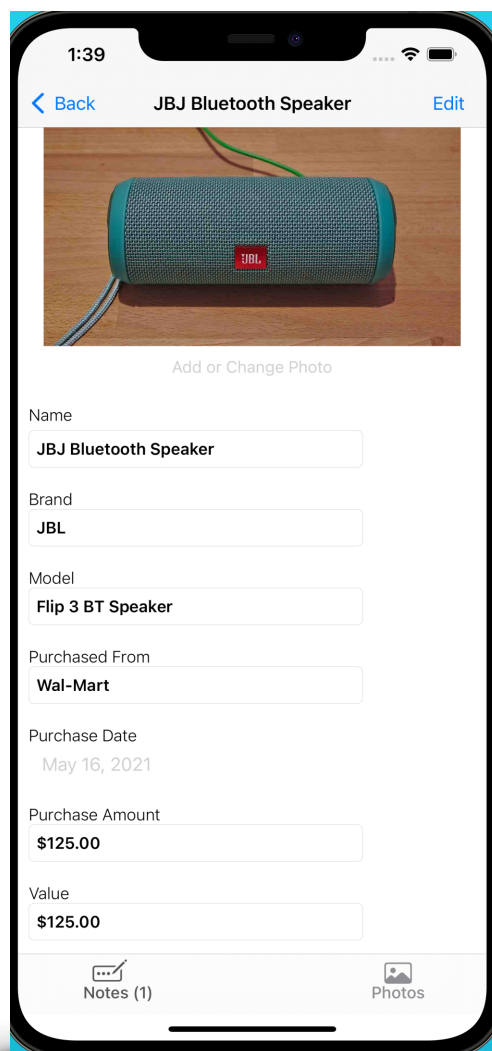 1:39
Back JBJ Bluetooth Speaker Edit
JBL
Add or Change Photo
Name
JBJ Bluetooth Speaker
Brand
JBL
Model
Flip 3 BT Speaker
Purchased From
Wal-Mart
Purchase Date
May 16, 2021
Purchase Amount
$125.00
Value
$125.00
Notes (1) Photos